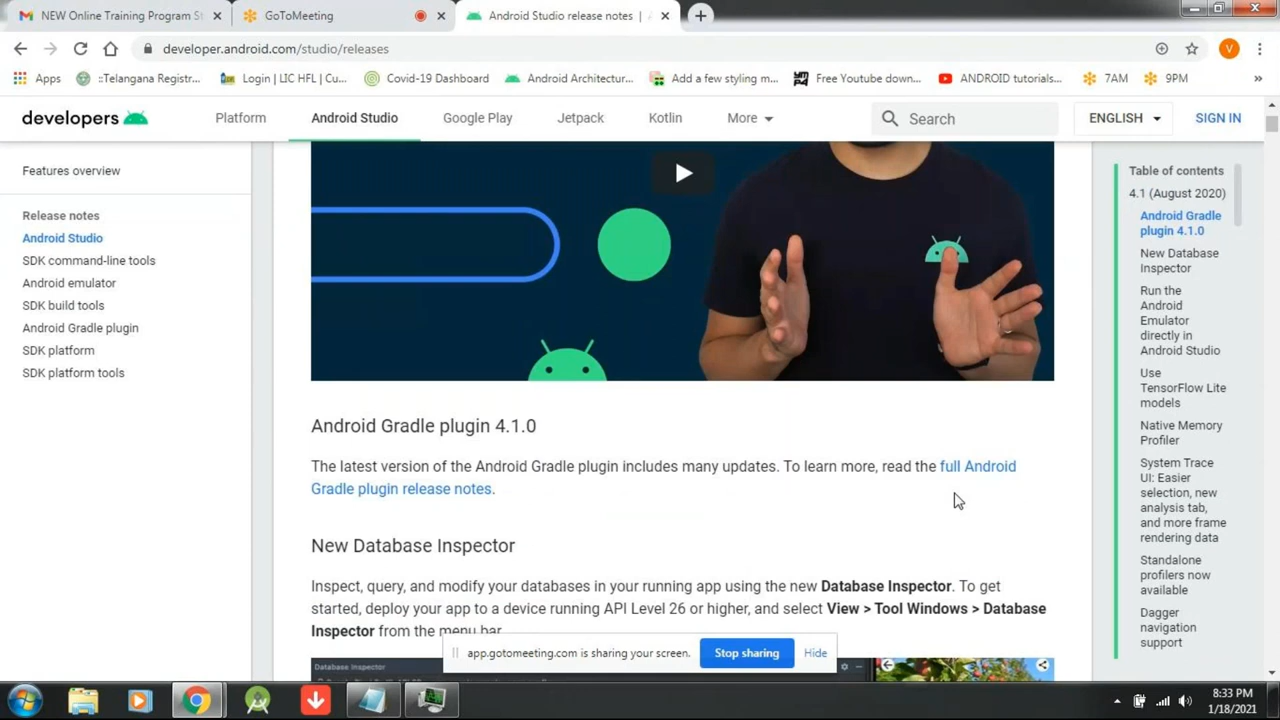 NEW Online Training Program S
GoToMeeting
Android Studio release notes |
developer.android.com/studio/releases
V
Apps
::Telangana Registr...
Login | LIC HFL | Cu...
Covid-19 Dashboard
Android Architectur...
Add a few styling m...
Free Youtube down...
ANDROID tutorials...
7AM
9PM
»
developers
Platform
Android Studio
Google Play
Jetpack
Kotlin
More
Search
ENGLISH
SIGN IN
Features overview
Release notes
Android Studio
SDK command-line tools
Android emulator
SDK build tools
Android Gradle plugin
SDK platform
SDK platform tools
Android Gradle plugin 4.1.0
The latest version of the Android Gradle plugin includes many updates. To learn more, read the full Android
Gradle plugin release notes.
New Database Inspector
Inspect, query, and modify your databases in your running app using the new Database Inspector. To get
started, deploy your app to a device running API Level 26 or higher, and select View > Tool Windows > Database
Inspector from the menu bar.
Database Inspector
Table of contents
4.1 (August 2020)
Android Gradle
plugin 4.1.0
New Database
Inspector
Run the
Android
Emulator
directly in
Android Studio
Use
TensorFlow Lite
models
Native Memory
Profiler
System Trace
UI: Easier
selection, new
analysis tab,
and more frame
rendering data
Standalone
profilers now
available
Dagger
navigation
support
app.gotomeeting.com is sharing your screen.
Stop sharing
Hide
8:33 PM
1/18/2021